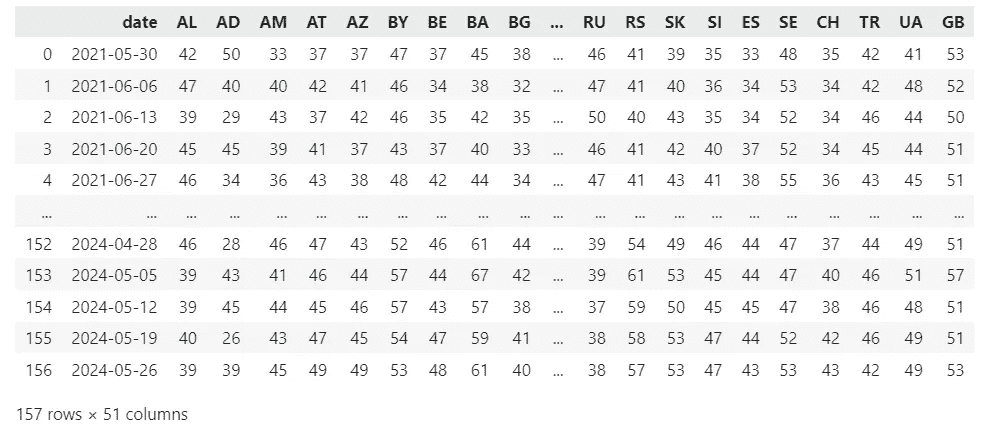 date AL AD AM AT AZ BY BE BA BG ... RU RS SK SI ES SE CH TR UA GB
0 2021-05-30 42 50 33 37 37 47 37 45 38 ... 46 41 39 35 33 48 35 42 41 53
1 2021-06-06 47 40 40 42 41 46 34 38 32 ... 47 41 40 36 34 53 34 42 48 52
2 2021-06-13 39 29 43 37 42 46 35 42 35 ... 50 40 43 35 34 52 34 46 44 50
3 2021-06-20 45 45 39 41 37 43 37 40 33 ... 46 41 42 40 37 52 34 45 44 51
4 2021-06-27 46 34 36 43 38 48 42 44 34 ... 47 41 43 41 38 55 36 43 45 51
... ... ... ... ... ... ... ... ... ... ... ... ... ... ... ... ... ... ... ... ... ...
152 2024-04-28 46 28 46 47 43 52 46 61 44 ... 39 54 49 46 44 47 37 44 49 51
153 2024-05-05 39 43 41 46 44 57 44 67 42 ... 39 61 53 45 44 47 40 46 51 57
154 2024-05-12 39 45 44 45 46 57 43 57 38 ... 37 59 50 45 45 47 38 46 48 51
155 2024-05-19 40 26 43 47 45 54 47 59 41 ... 38 58 53 47 44 52 42 46 49 51
156 2024-05-26 39 39 45 49 49 53 48 61 40 ... 38 57 53 47 43 53 43 42 49 53
157 rows × 51 columns